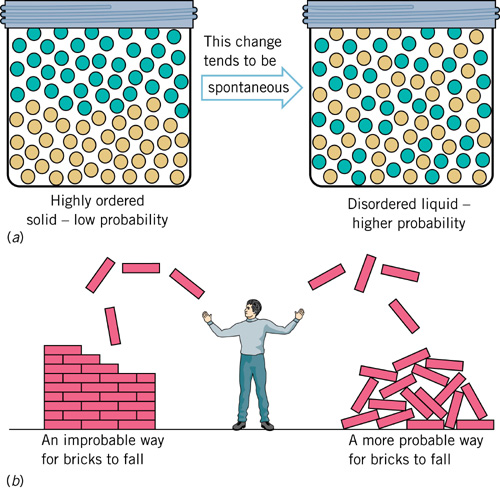 This change
tends to be
spontaneous
Highly ordered
solid – low probability
Disordered liquid –
higher probability
(a)
An improbable way
for bricks to fall
A more probable way
for bricks to fall
(b)